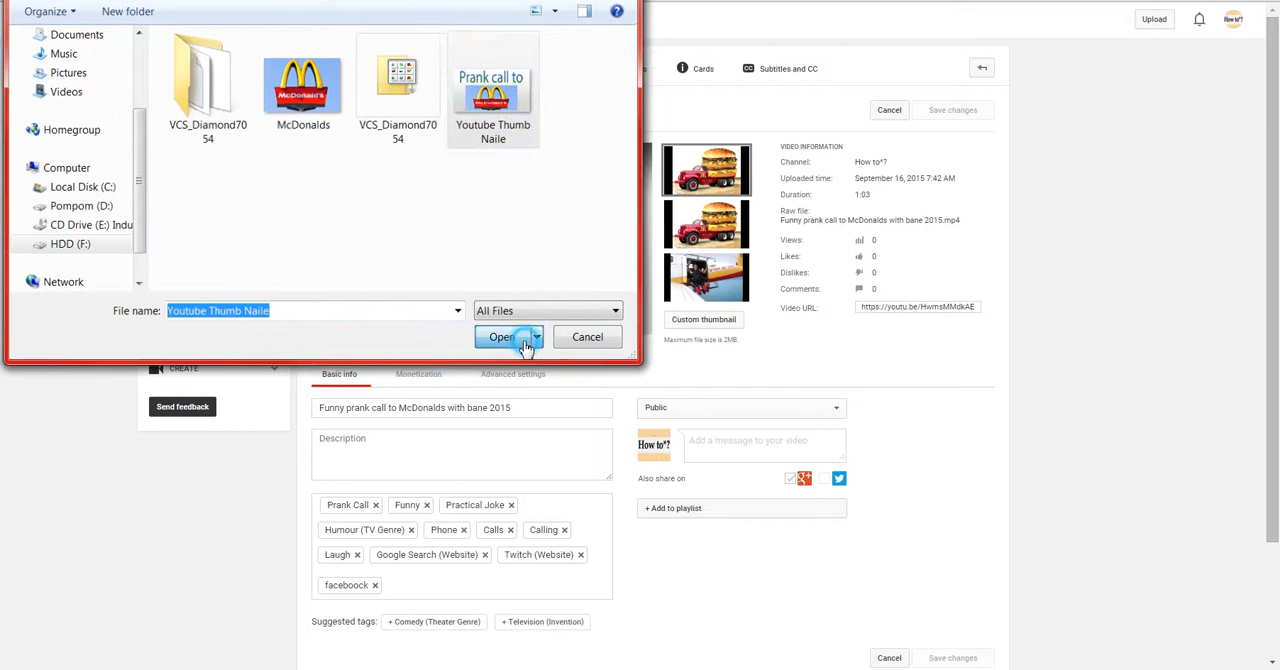 Organize
New folder
Upload
How to*?
Documents
Music
Pictures
Videos
Homegroup
Computer
Local Disk (C:)
Pompom (D:)
CD Drive (E:) Indu
HDD (F:)
Network
VCS_Diamond70
54
McDonald's
McDonalds
VCS_Diamond70
54
Prank call to
McDonald's
Youtube Thumb
Naile
File name:
Youtube Thumb Naile
All Files
Open
Cancel
s
Cards
CC
Subtitles and CC
Cancel
Save changes
VIDEO INFORMATION
Channel:
How to*?
Uploaded time:
September 16, 2015 7:42 AM
Duration:
1:03
Raw file:
Funny prank call to McDonalds with bane 2015.mp4
Views:
0
Likes:
0
Dislikes:
0
Comments:
0
Video URL:
https://youtu.be/HwmsMMdkAE
Custom thumbnail
Maximum file size is 2MB.
CREATE
Send feedback
Basic info
Monetization
Advanced settings
Funny prank call to McDonalds with bane 2015
Public
Description
How to*?
Add a message to your video
Also share on
+ Add to playlist
Prank Call
Funny
Practical Joke
Humour (TV Genre)
Phone
Calls
Calling
Laugh
Google Search (Website)
Twitch (Website)
faceboock
Suggested tags:
+ Comedy (Theater Genre)
+ Television (Invention)
Cancel
Save changes